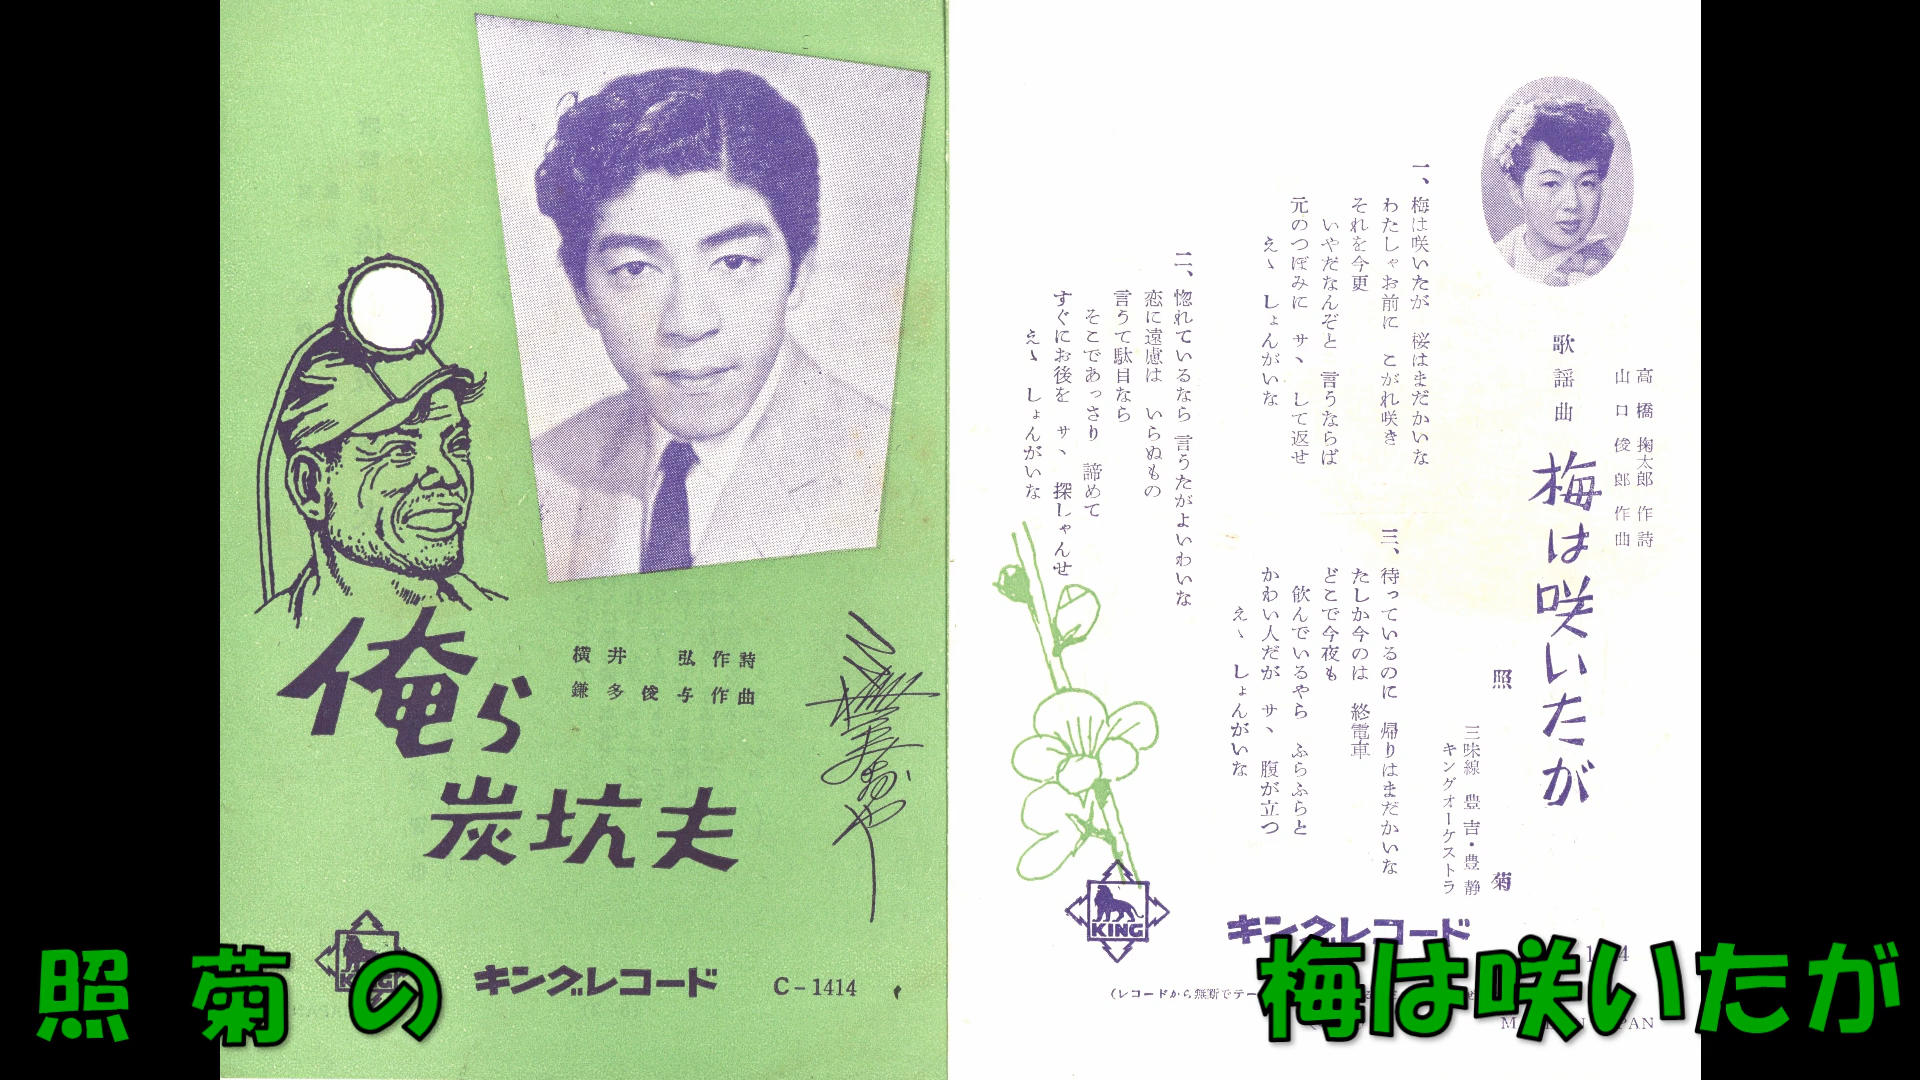 俺ら
炭坑夫
横井 弘 作詩
鎌多俊与 作曲
KING
キングレコード
C-1414
高橋掬太郎 作詩
山口俊郎 作曲
歌謡曲 梅は咲いたが
照菊
三味線 豊吉・豊静
キングオーケストラ
一、梅は咲いたが 桜はまだかいな
わたしゃお前に こがれ咲き
それを今更
いやだなんぞと 言うならば
元のつぼみに サヽ して返せ
えゝ しょんがいな
二、惚れているなら 言うたがよいわいな
恋に遠慮は いらぬもの
言うて駄目なら
そこであっさり 諦めて
すぐにお後を サヽ 探しゃんせ
えゝ しょんがいな
三、待っているのに 帰りはまだかいな
たしか今のは 終電車
どこで今夜も
飲んでいるやら ふらふらと
かわい人だが サヽ 腹が立つ
えゝ しょんがいな
KING
キングレコード
(レコードから無断でテー
照菊の
梅は咲いたが